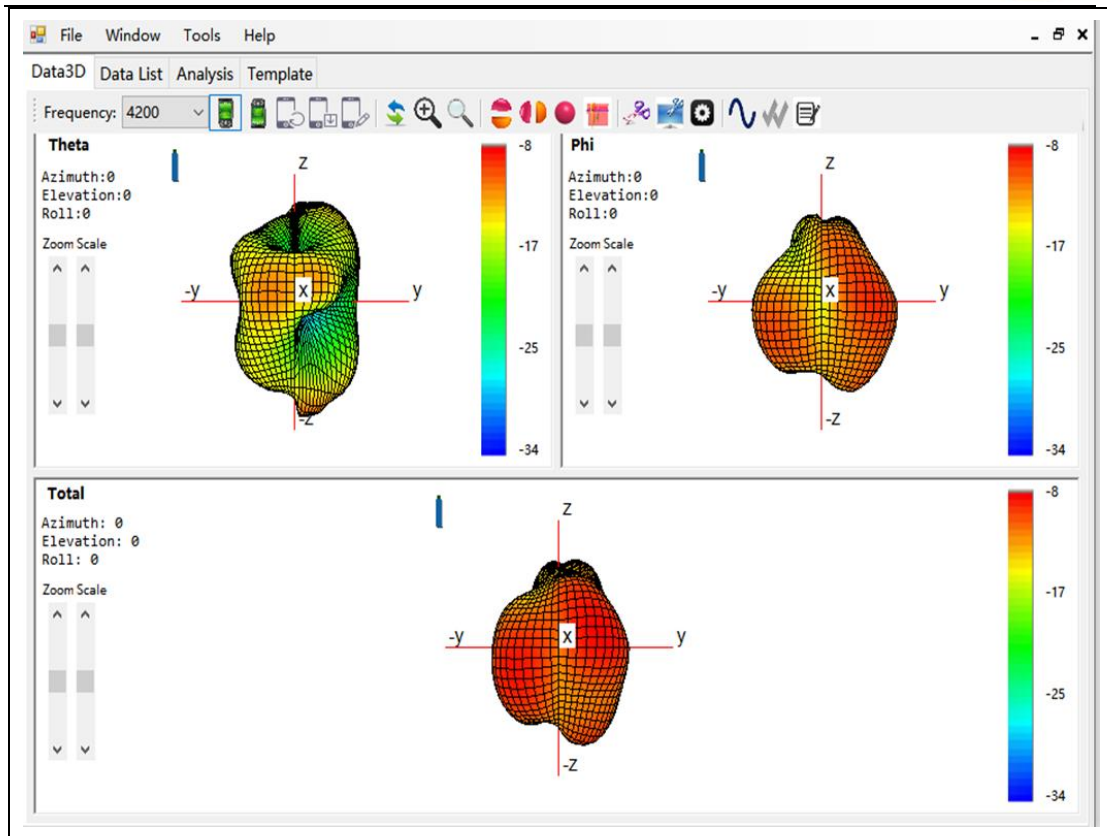 File Window Tools Help
Data3D Data List Analysis Template
Frequency: 4200
Theta
Azimuth:0
Elevation:0
Roll:0
Zoom Scale
z
-y
X
y
-z
-8
-17
-25
-34
Phi
Azimuth:0
Elevation:0
Roll:0
Zoom Scale
z
-y
X
y
-z
-8
-17
-25
-34
Total
Azimuth: 0
Elevation: 0
Roll: 0
Zoom Scale
z
-y
X
y
-z
-8
-17
-25
-34